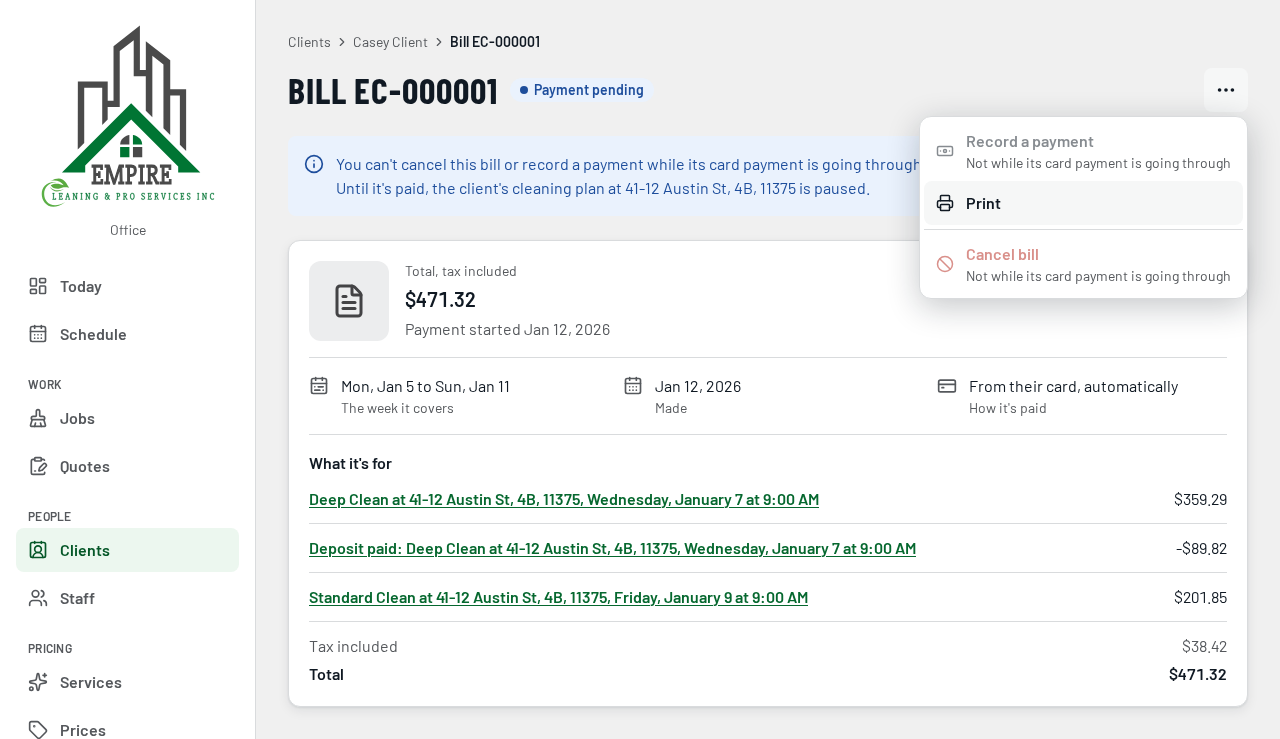 EMPIRE
LEANING & PRO SERVICES INC
Office
Today
Schedule
WORK
Jobs
Quotes
PEOPLE
Clients
Staff
PRICING
Services
Prices
Clients > Casey Client > Bill EC-000001
BILL EC-000001
Payment pending
You can't cancel this bill or record a payment while its card payment is going through
Until it's paid, the client's cleaning plan at 41-12 Austin St, 4B, 11375 is paused.
Record a payment
Not while its card payment is going through
Print
Cancel bill
Not while its card payment is going through
Total, tax included
$471.32
Payment started Jan 12, 2026
Mon, Jan 5 to Sun, Jan 11
The week it covers
Jan 12, 2026
Made
From their card, automatically
How it's paid
What it's for
Deep Clean at 41-12 Austin St, 4B, 11375, Wednesday, January 7 at 9:00 AM $359.29
Deposit paid: Deep Clean at 41-12 Austin St, 4B, 11375, Wednesday, January 7 at 9:00 AM -$89.82
Standard Clean at 41-12 Austin St, 4B, 11375, Friday, January 9 at 9:00 AM $201.85
Tax included $38.42
Total $471.32